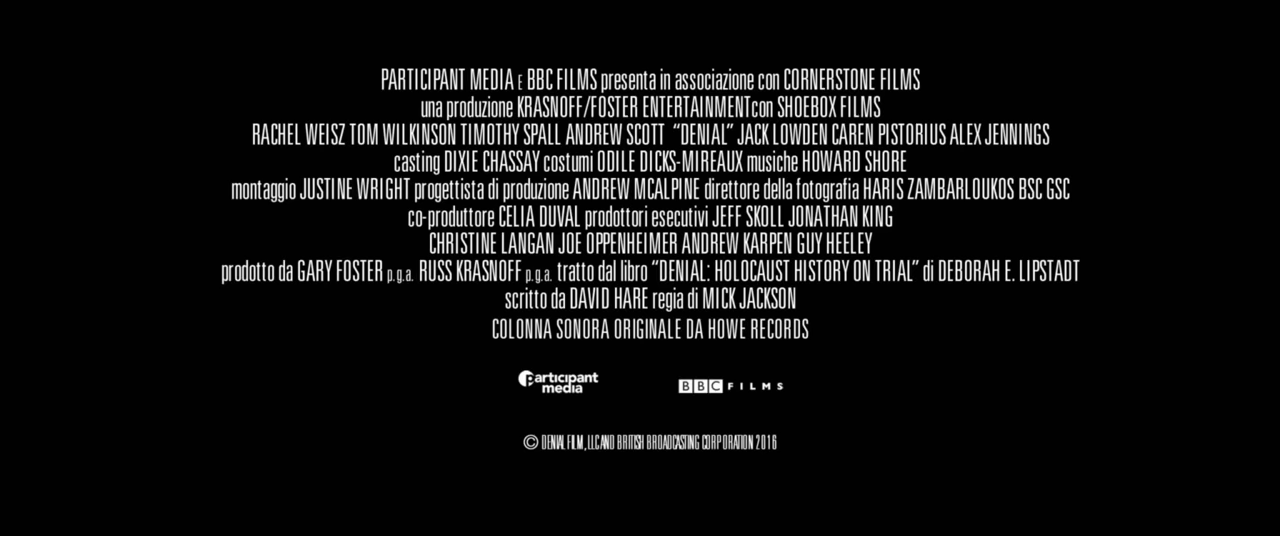 PARTICIPANT MEDIA E BBC FILMS presenta in associazione con CORNERSTONE FILMS
una produzione KRASNOFF/FOSTER ENTERTAINMENTcon SHOEBOX FILMS
RACHEL WEISZ TOM WILKINSON TIMOTHY SPALL ANDREW SCOTT “DENIAL” JACK LOWDEN CAREN PISTORIUS ALEX JENNINGS
casting DIXIE CHASSAY costumi ODILE DICKS-MIREAUX musiche HOWARD SHORE
montaggio JUSTINE WRIGHT progettista di produzione ANDREW MCALPINE direttore della fotografia HARIS ZAMBARLOUKOS BSC GSC
co-produttore CELIA DUVAL prodottori esecutivi JEFF SKOLL JONATHAN KING
CHRISTINE LANGAN JOE OPPENHEIMER ANDREW KARPEN GUY HEELEY
prodotto da GARY FOSTER p.g.a. RUSS KRASNOFF p.g.a. tratto dal libro “DENIAL: HOLOCAUST HISTORY ON TRIAL” di DEBORAH E. LIPSTADT
scritto da DAVID HARE regia di MICK JACKSON
COLONNA SONORA ORIGINALE DA HOWE RECORDS
participant media
BBC FILMS
© DENIAL FILM, LLC AND BRITISH BROADCASTING CORPORATION 2016